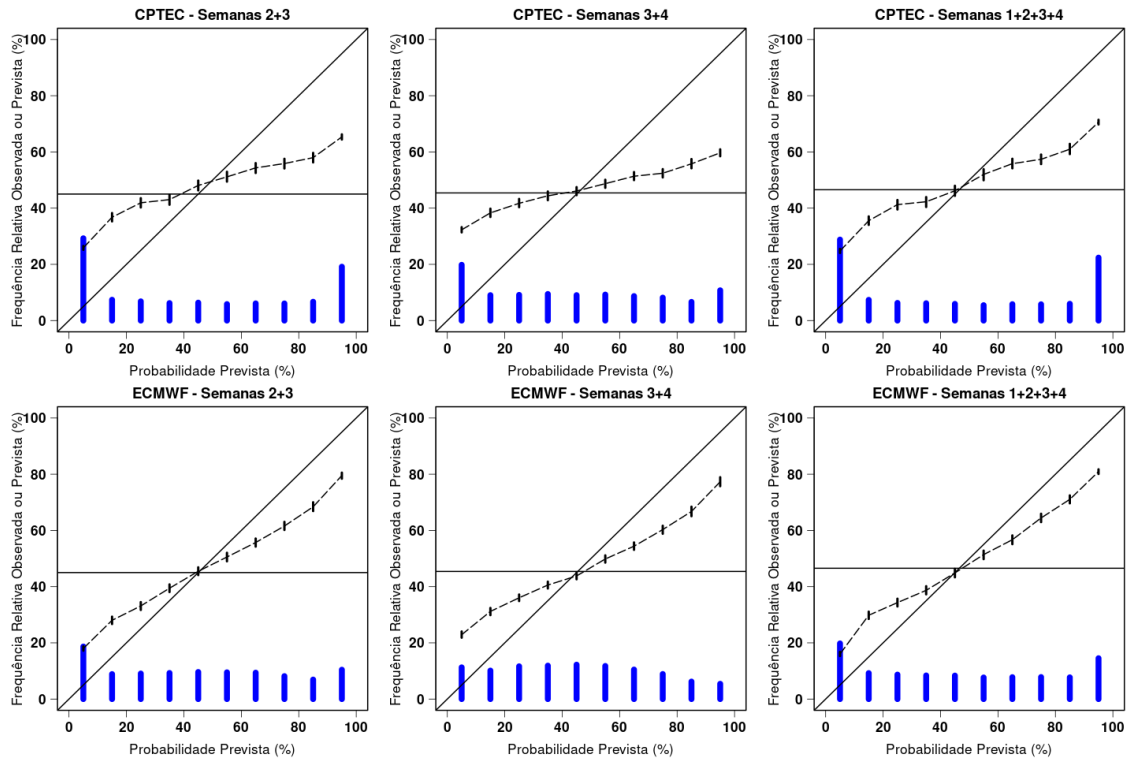 CPTEC - Semanas 2+3
CPTEC - Semanas 3+4
CPTEC - Semanas 1+2+3+4
Frequência Relativa Observada ou Prevista (%)
100
80
60
40
20
0
0 20 40 60 80 100
Probabilidade Prevista (%)
Frequência Relativa Observada ou Prevista (%)
100
80
60
40
20
0
0 20 40 60 80 100
Probabilidade Prevista (%)
Frequência Relativa Observada ou Prevista (%)
100
80
60
40
20
0
0 20 40 60 80 100
Probabilidade Prevista (%)
ECMWF - Semanas 2+3
ECMWF - Semanas 3+4
ECMWF - Semanas 1+2+3+4
Frequência Relativa Observada ou Prevista (%)
100
80
60
40
20
0
0 20 40 60 80 100
Probabilidade Prevista (%)
Frequência Relativa Observada ou Prevista (%)
100
80
60
40
20
0
0 20 40 60 80 100
Probabilidade Prevista (%)
Frequência Relativa Observada ou Prevista (%)
100
80
60
40
20
0
0 20 40 60 80 100
Probabilidade Prevista (%)